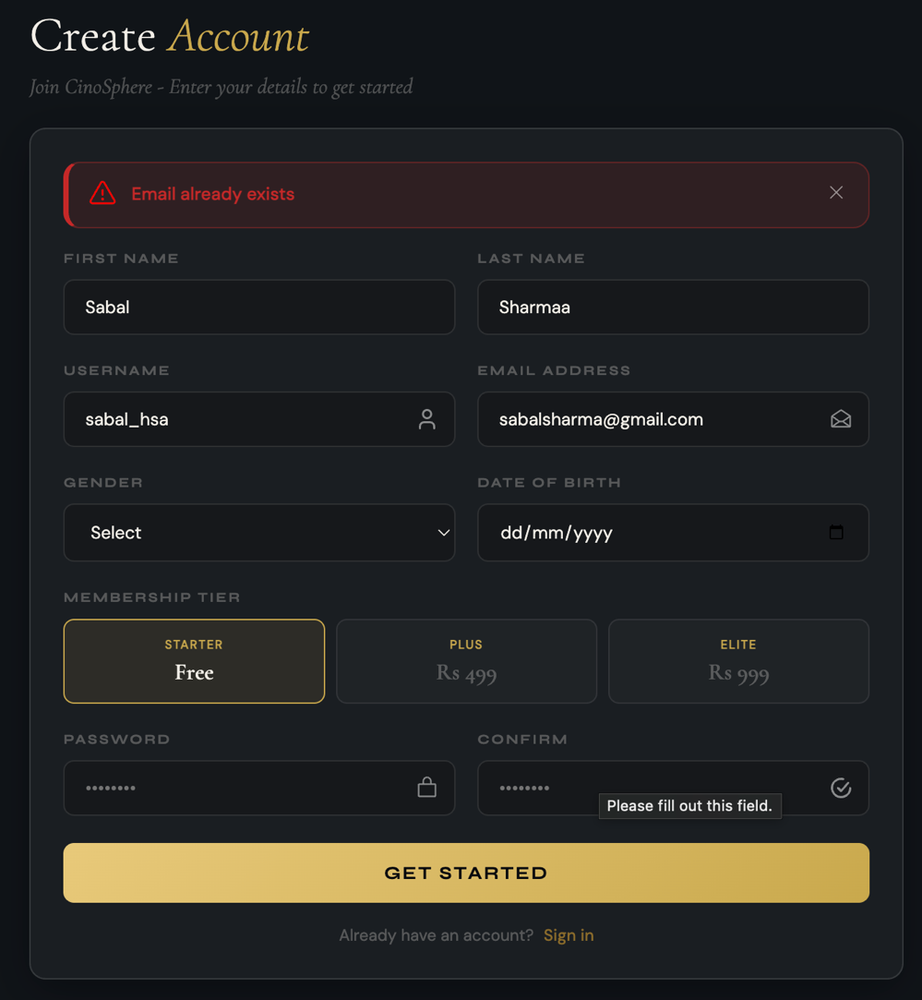 Create Account
Join CinoSphere - Enter your details to get started
Email already exists
FIRST NAME
LAST NAME
Sabal
Sharmaa
USERNAME
EMAIL ADDRESS
sabal_hsa
sabalsharma@gmail.com
GENDER
DATE OF BIRTH
Select
dd/mm/yyyy
MEMBERSHIP TIER
STARTER
Free
PLUS
Rs 499
ELITE
Rs 999
PASSWORD
CONFIRM
••••••••
••••••••
Please fill out this field.
GET STARTED
Already have an account? Sign in